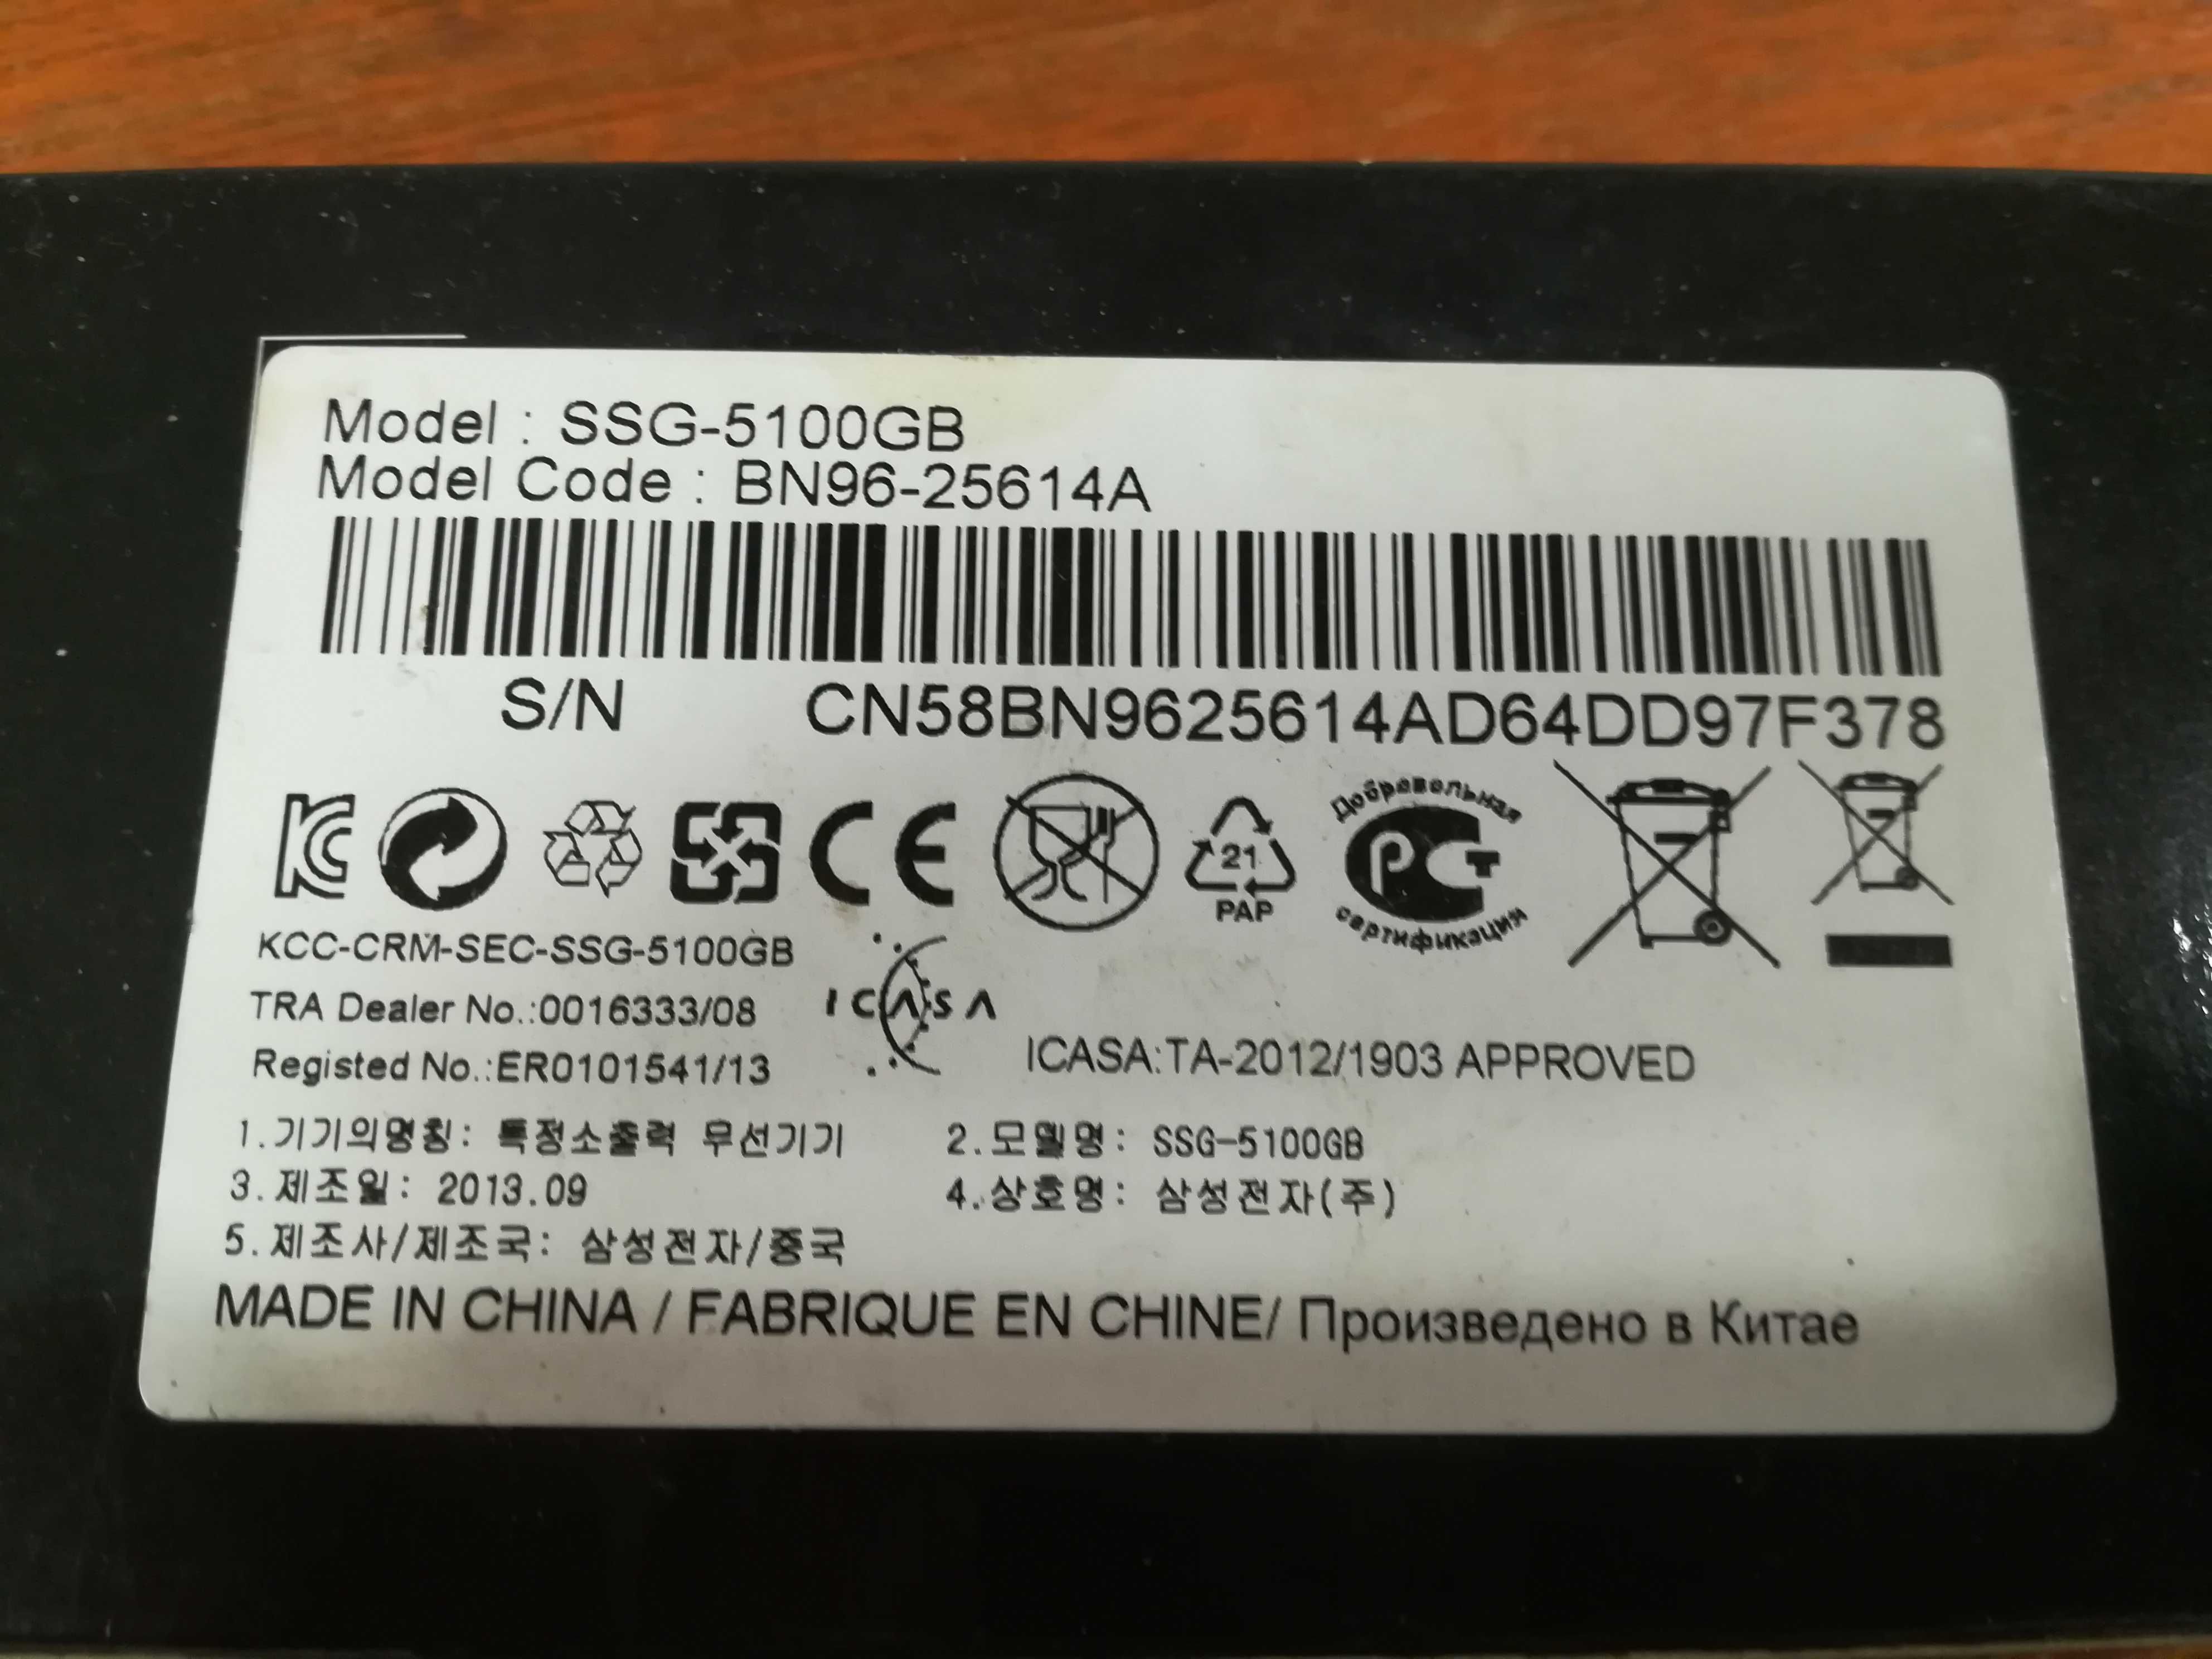 Model : SSG-5100GB
Model Code : BN96-25614A
S/N CN58BN9625614AD64DD97F378
CE
21
PAP
Добровольная
РСТ
сертификации
KCC-CRM-SEC-SSG-5100GB
TRA Dealer No.:0016333/08
ICASA
Registed No.:ER0101541/13
ICASA:TA-2012/1903 APPROVED
1.기기의명칭: 특정소출력 무선기기 2.모델명: SSG-5100GB
3.제조일: 2013.09 4.상호명: 삼성전자(주)
5.제조사/제조국: 삼성전자/중국
MADE IN CHINA / FABRIQUE EN CHINE/ Произведено в Китае